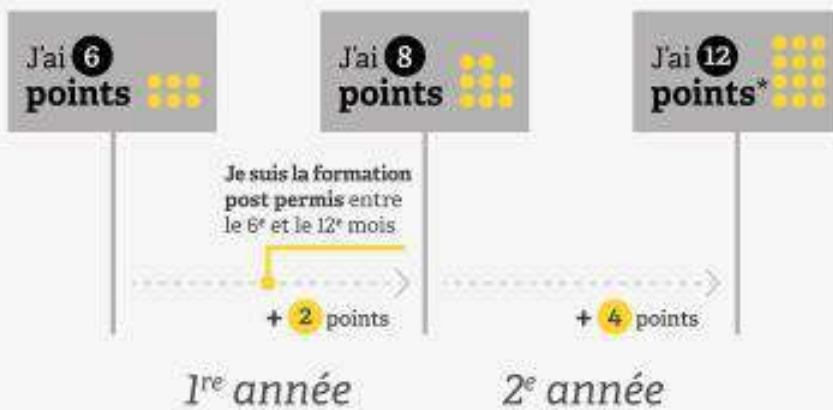 J'ai 6
points
J'ai 8
points
J'ai 12
points*
Je suis la formation
post permis entre
le 6e et le 12e mois
+ 2 points
+ 4 points
1re année
2e année